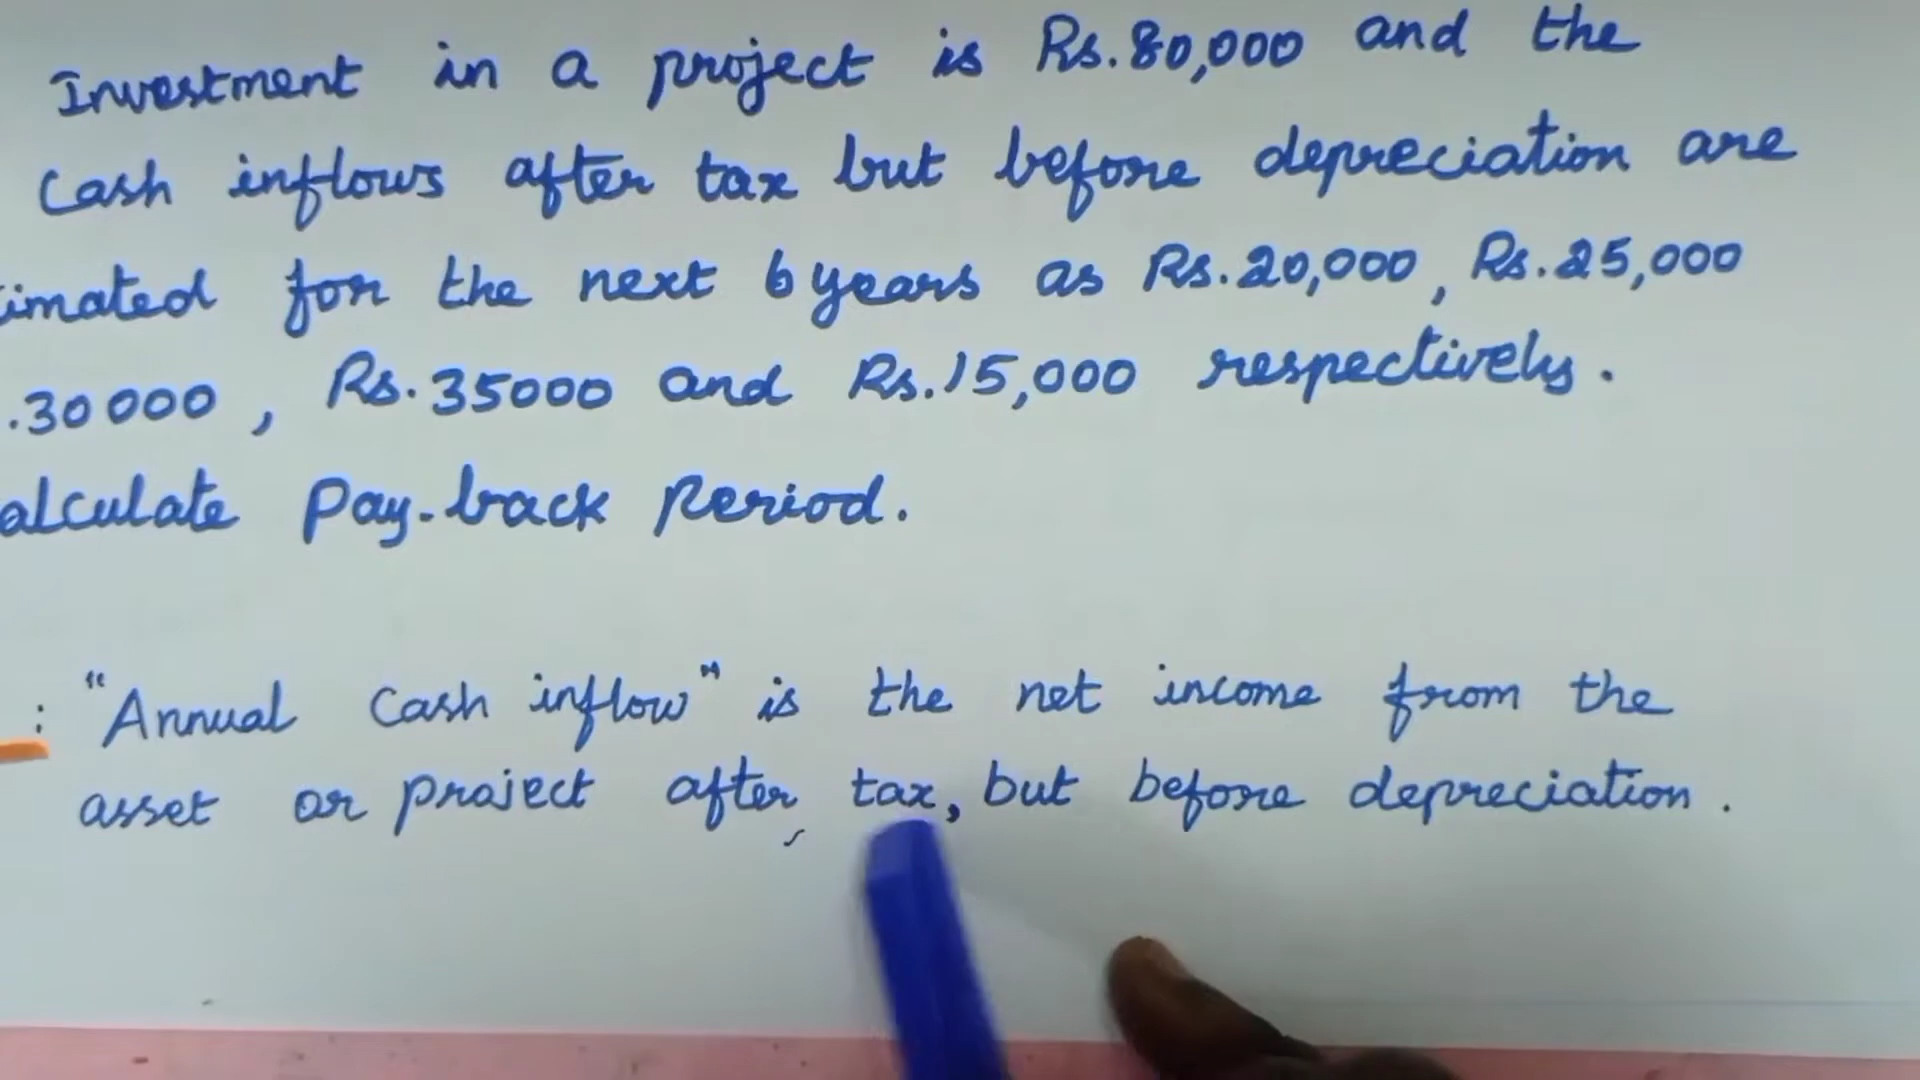 Investment in a project is Rs.80,000 and the
Cash inflows after tax but before depreciation are
imated for the next 6 years as Rs.20,000, Rs.25,000
.30000, Rs.35000 and Rs.15,000 respectively.
alculate Pay-back Period.
: "Annual Cash inflow" is the net income from the
asset or project after tax, but before depreciation.